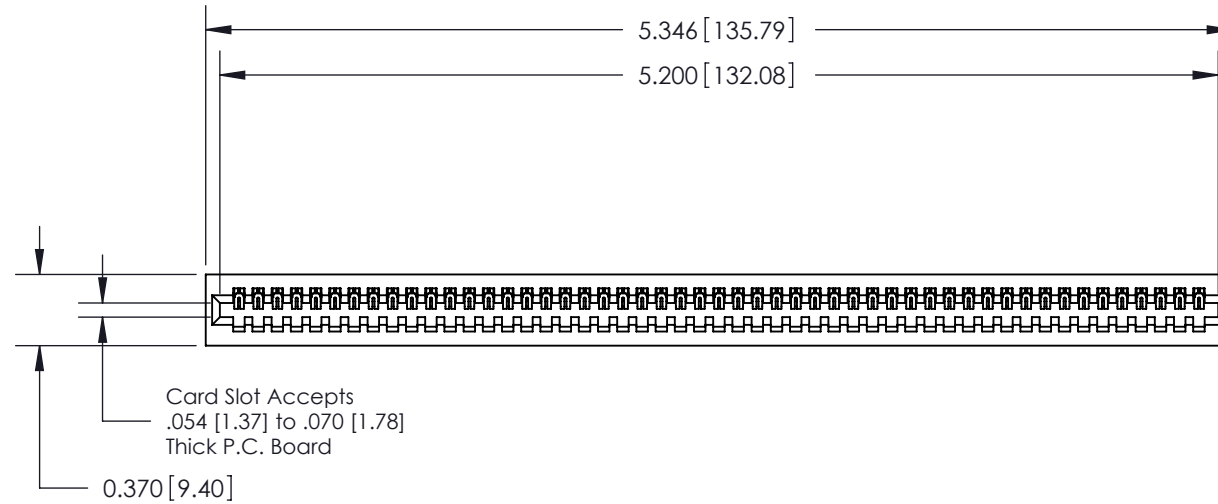 5.346 [135.79]
5.200 [132.08]
Card Slot Accepts
.054 [1.37] to .070 [1.78]
Thick P.C. Board
0.370 [9.40]